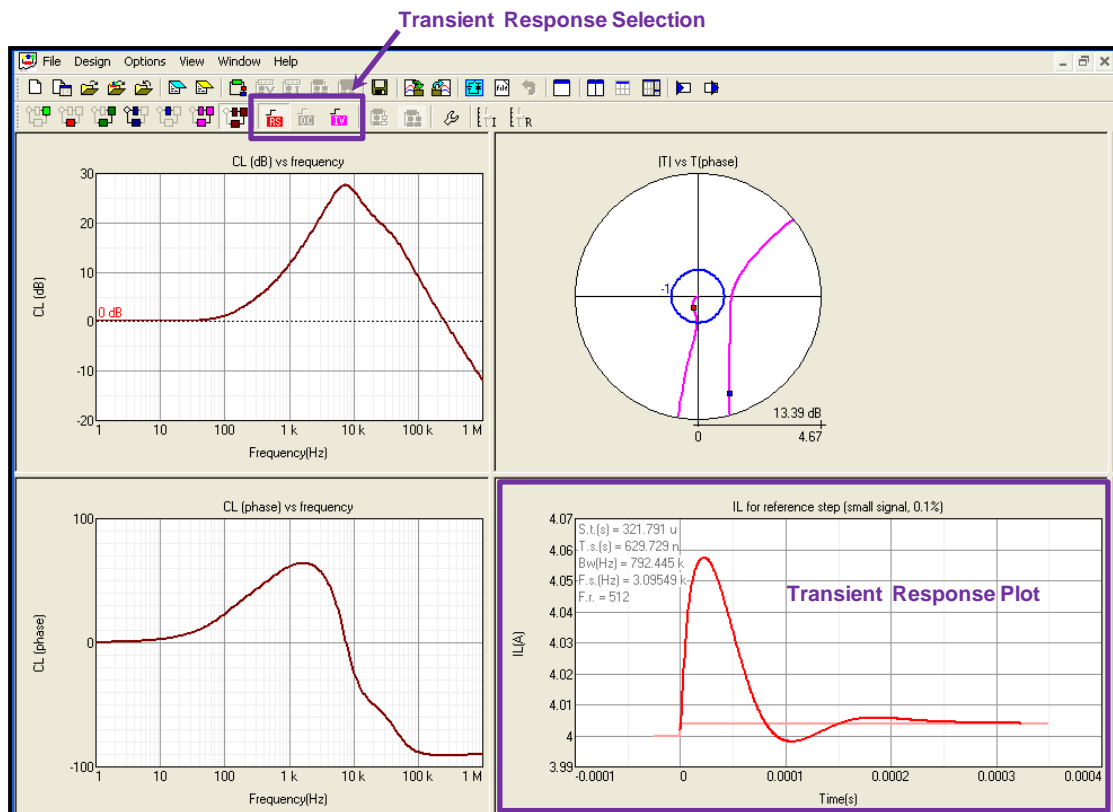 Transient Response Selection
File Design Options View Window Help
RS OC IV
I R
CL (dB) vs frequency
30
20
10
0
-10
-20
0 dB
CL (dB)
1 10 100 1 k 10 k 100 k 1 M
Frequency(Hz)
|T| vs T(phase)
-1
13.39 dB
0 4.67
CL (phase) vs frequency
100
0
-100
CL (phase)
1 10 100 1 k 10 k 100 k 1 M
Frequency(Hz)
IL for reference step (small signal, 0.1%)
4.07
4.06
4.05
4.04
4.03
4.02
4.01
4
3.99
IL(A)
S.t.(s) = 321.791 u
T.s.(s) = 629.729 n
Bw(Hz) = 792.445 k
F.s.(Hz) = 3.09549 k
F.r. = 512
Transient Response Plot
-0.0001 0 0.0001 0.0002 0.0003 0.0004
Time(s)